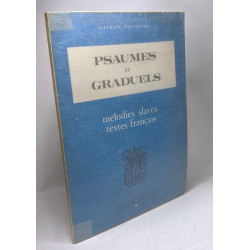 PSAUMES
et
GRADUELS
mélodies slaves
textes français